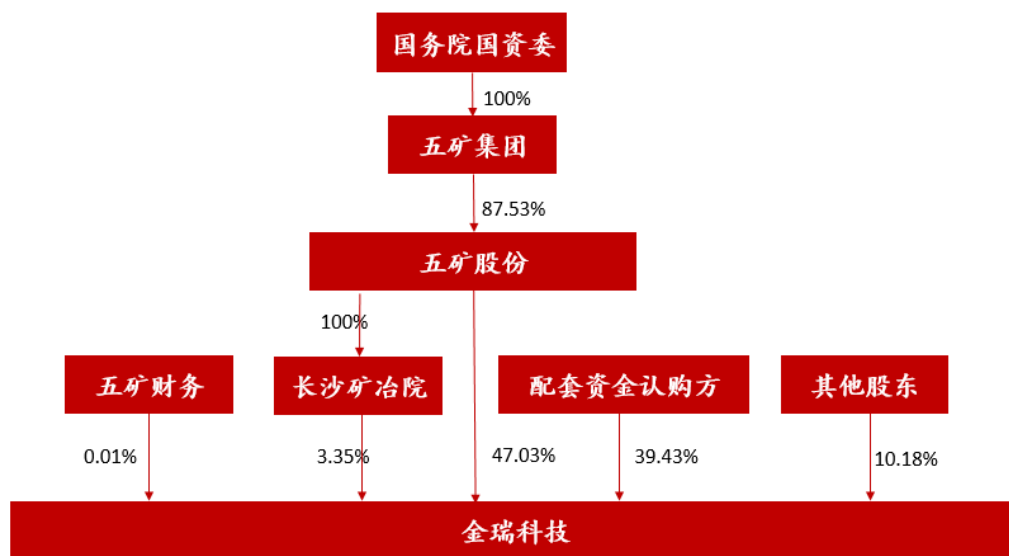 国务院国资委
100%
五矿集团
87.53%
五矿股份
100%
五矿财务
长沙矿冶院
配套资金认购方
其他股东
0.01%
3.35%
47.03%
39.43%
10.18%
金瑞科技